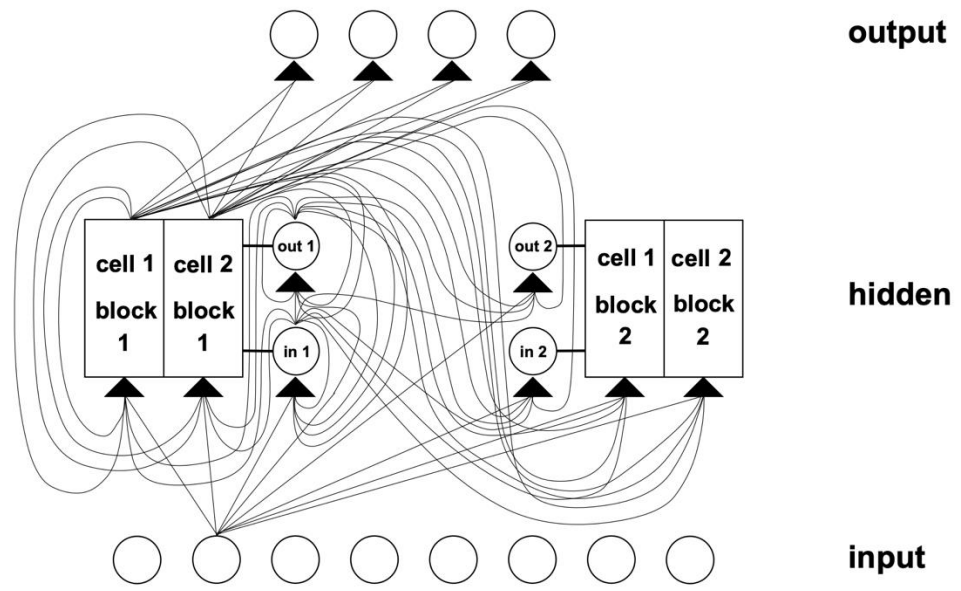 output
out 1
out 2
cell 1
block
1
cell 2
block
1
cell 1
block
2
cell 2
block
2
hidden
in 1
in 2
input